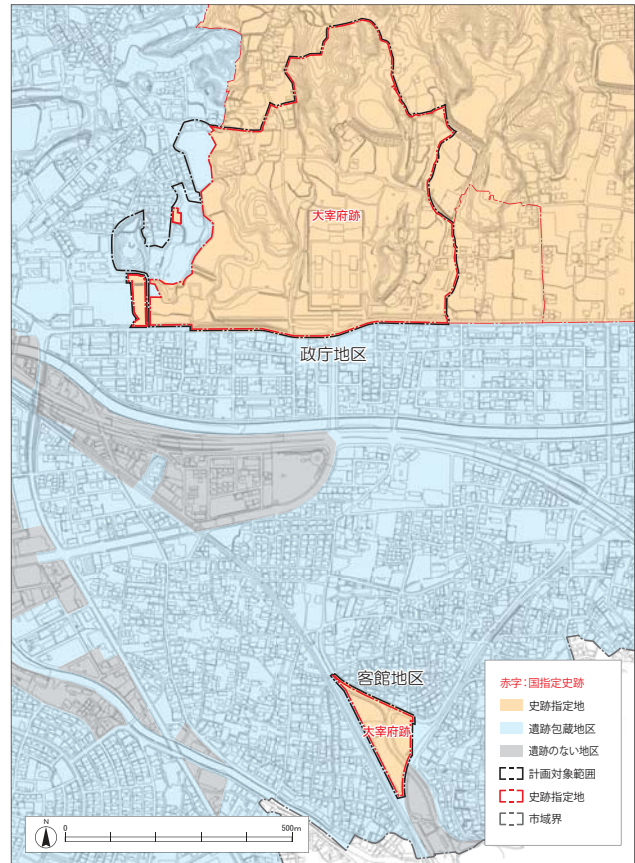 大宰府跡
政庁地区
客館地区
大宰府跡
赤字:国指定史跡
史跡指定地
遺跡包蔵地区
遺跡のない地区
計画対象範囲
史跡指定地
市域界
N
0 500m